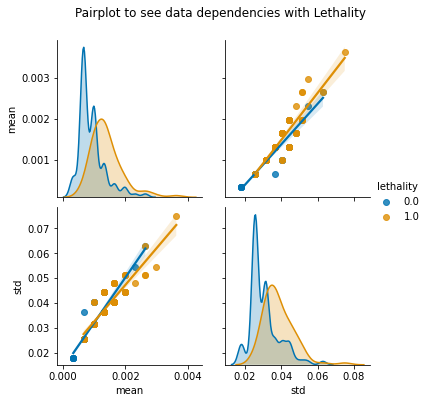 Pairplot to see data dependencies with Lethality
0.003
0.002
0.001
mean
lethality
0.0
1.0
0.07
0.06
0.05
0.04
0.03
0.02
std
0.000 0.002 0.004
mean
0.02 0.04 0.06 0.08
std